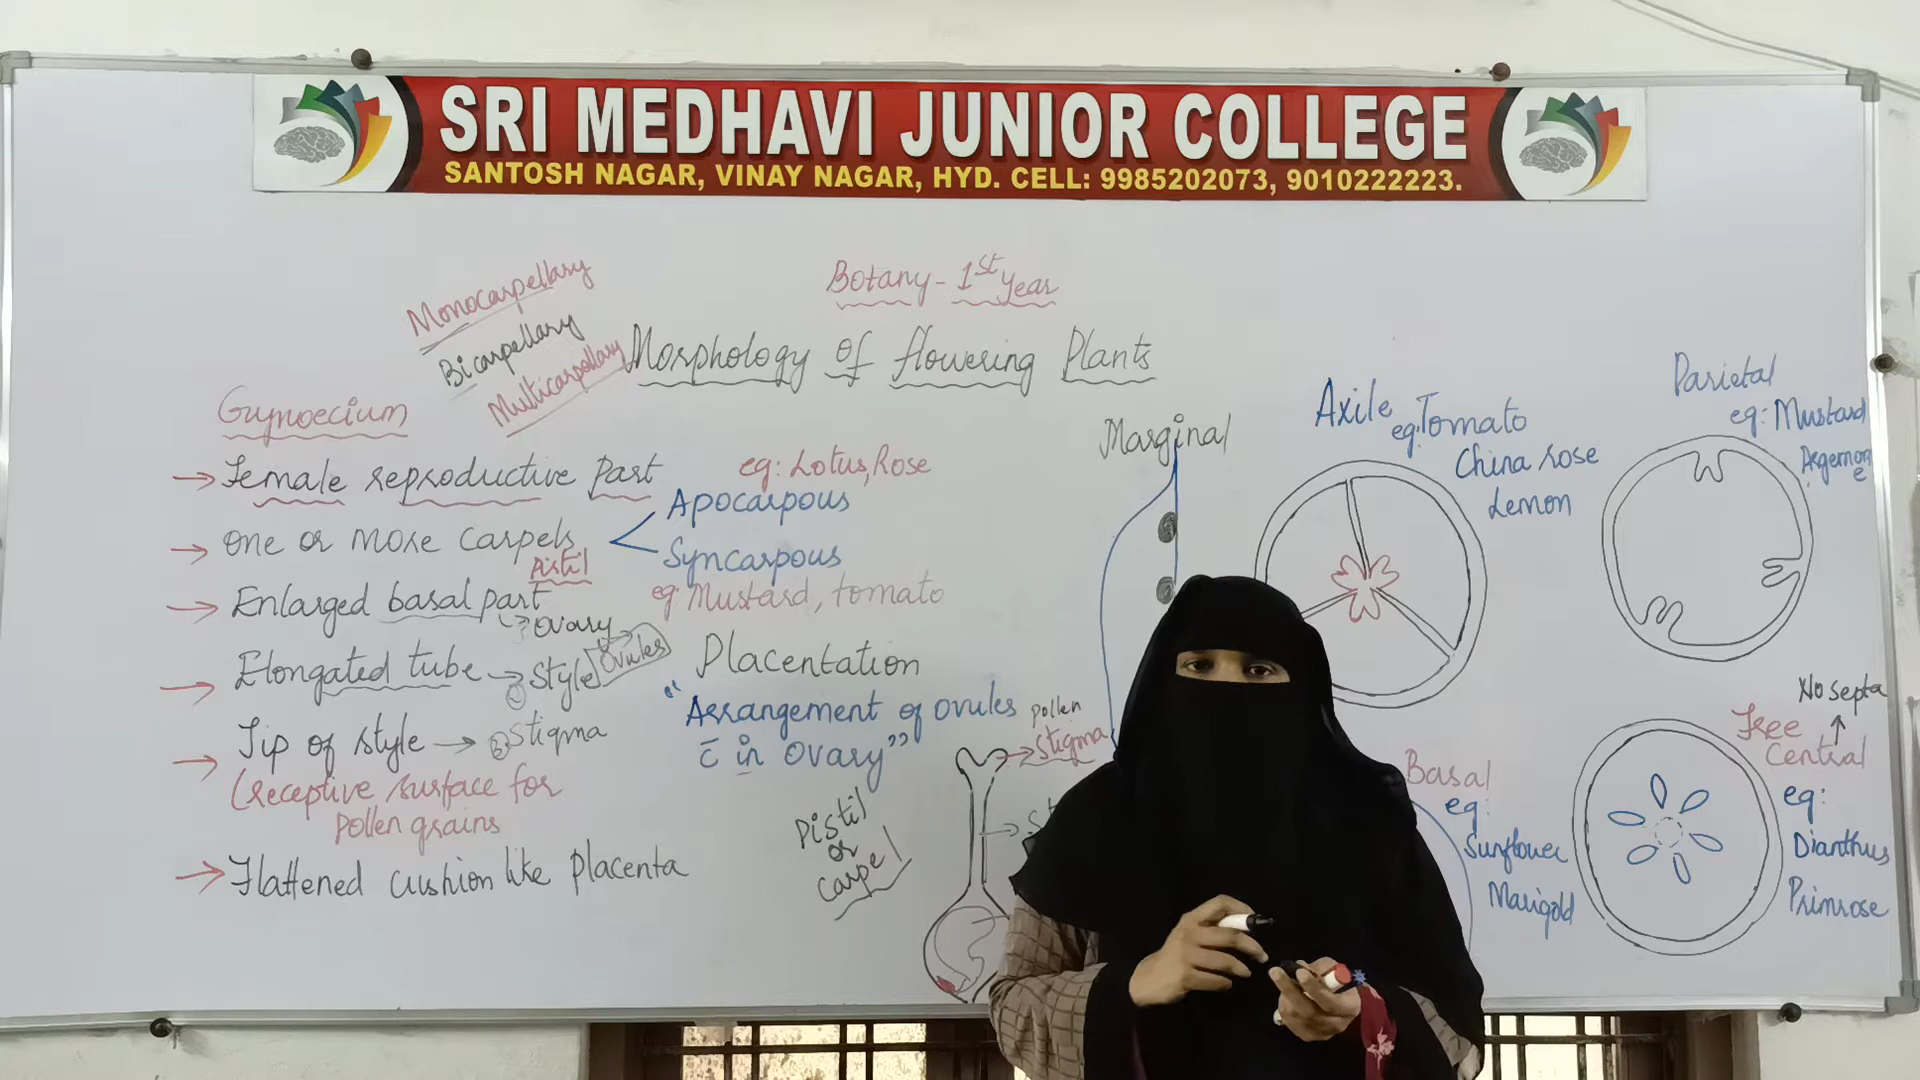 SRI MEDHAVI JUNIOR COLLEGE
SANTOSH NAGAR, VINAY NAGAR, HYD. CELL: 9985202073, 9010222223.
Botany - 1st Year
Monocarpellary
Bicarpellary
Multicarpellary
Morphology of flowering Plants
Gynoecium
→ Female reproductive Part
→ One or more carpels
Pistil
eg: Lotus, Rose
Apocarpous
Syncarpous
eg: Mustard, tomato
→ Enlarged basal part
→ Ovary
→ Ovules
→ Elongated tube → Style
→ Tip of style → Stigma
(receptive surface for
pollen grains
→ Flattened cushion like placenta
Placentation
"Arrangement of ovules
c̄ in Ovary"
pollen
→ Stigma
Pistil
or
carpel
Marginal
Axile
eg: Tomato
China rose
Lemon
Parietal
eg: Mustard
Argemone
Basal
eg:
Sunflower
Marigold
No septa
↑
Free
Central
eg:
Dianthus
Primrose